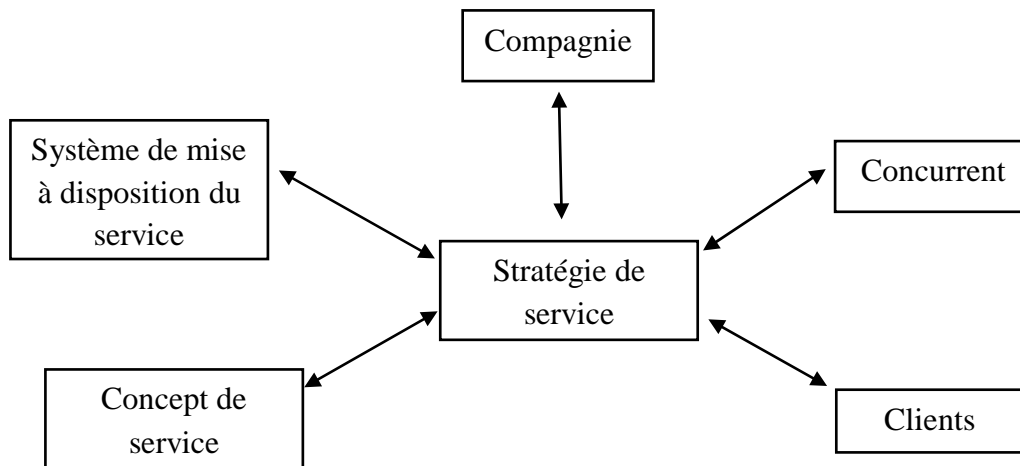 Compagnie
Système de mise
à disposition du
service
Concurrent
Stratégie de
service
Concept de
service
Clients